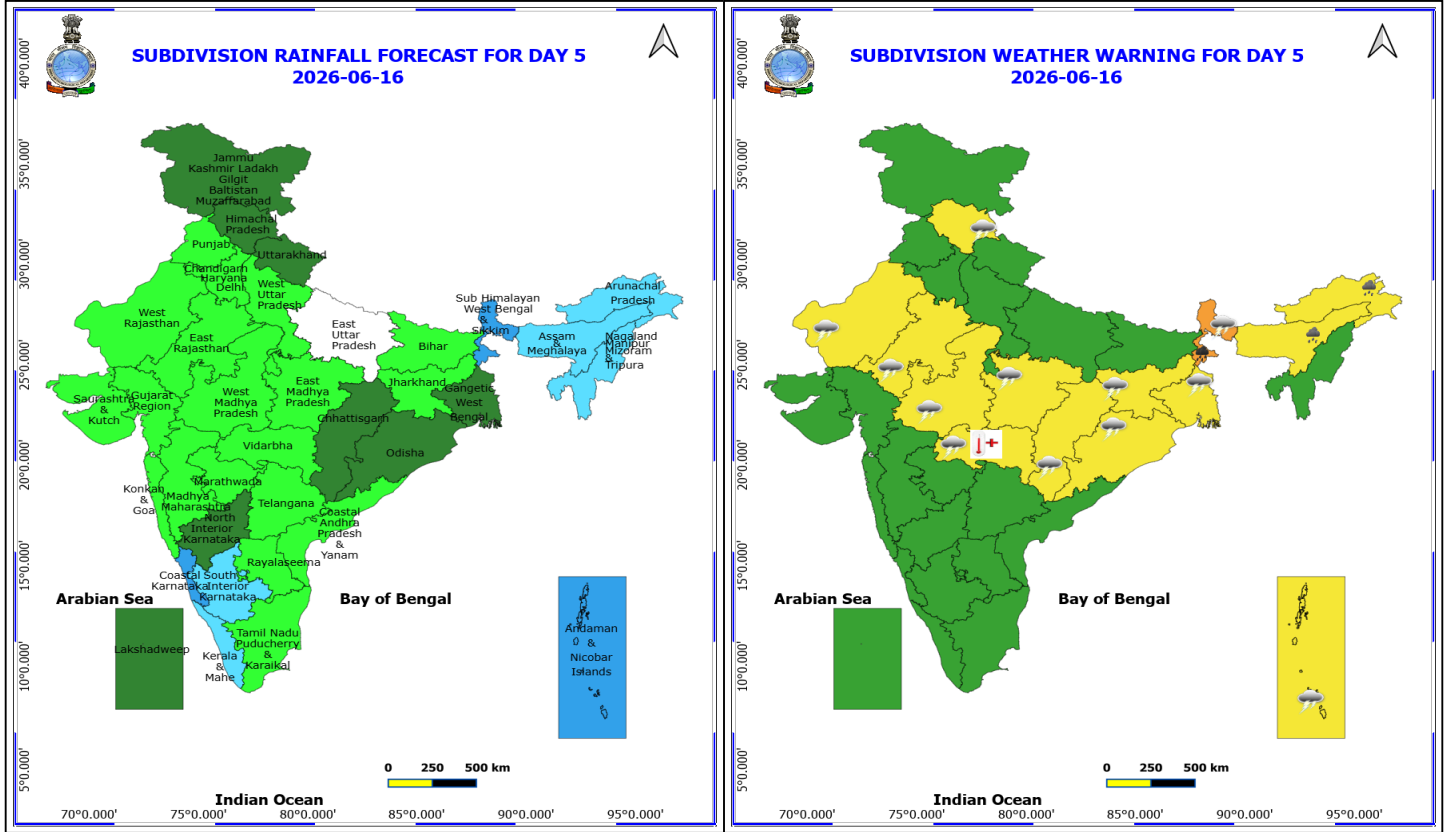 SUBDIVISION RAINFALL FORECAST FOR DAY 5
2026-06-16
40°0.000'
35°0.000'
30°0.000'
25°0.000'
20°0.000'
15°0.000'
10°0.000'
5°0.000'
Jammu
Kashmir Ladakh
Gilgit
Baltistan
Muzaffarabad
Himachal
Pradesh
Punjab
Uttarakhand
Chandigarh
Haryana
Delhi
West
Uttar
Pradesh
West
Rajasthan
East
Rajasthan
East
Uttar
Pradesh
Bihar
Sub Himalayan
West Bengal
&
Sikkim
Arunachal
Pradesh
Assam
&
Meghalaya
Nagaland
Manipur
Mizoram
&
Tripura
Saurashtra
&
Kutch
Gujarat
Region
West
Madhya
Pradesh
East
Madhya
Pradesh
Jharkhand
Gangetic
West
Bengal
Chhattisgarh
Odisha
Vidarbha
Marathwada
Madhya
Maharashtra
Konkan
&
Goa
Telangana
North
Interior
Karnataka
Coastal
Andhra
Pradesh
&
Yanam
Rayalaseema
Coastal
Karnataka
South
Interior
Karnataka
Tamil Nadu
Puducherry
&
Karaikal
Kerala
&
Mahe
Arabian Sea
Lakshadweep
Bay of Bengal
Andaman
&
Nicobar
Islands
0 250 500 km
Indian Ocean
70°0.000' 75°0.000' 80°0.000' 85°0.000' 90°0.000' 95°0.000'
SUBDIVISION WEATHER WARNING FOR DAY 5
2026-06-16
40°0.000'
35°0.000'
30°0.000'
25°0.000'
20°0.000'
15°0.000'
10°0.000'
5°0.000'
Arabian Sea
Bay of Bengal
0 250 500 km
Indian Ocean
70°0.000' 75°0.000' 80°0.000' 85°0.000' 90°0.000' 95°0.000'